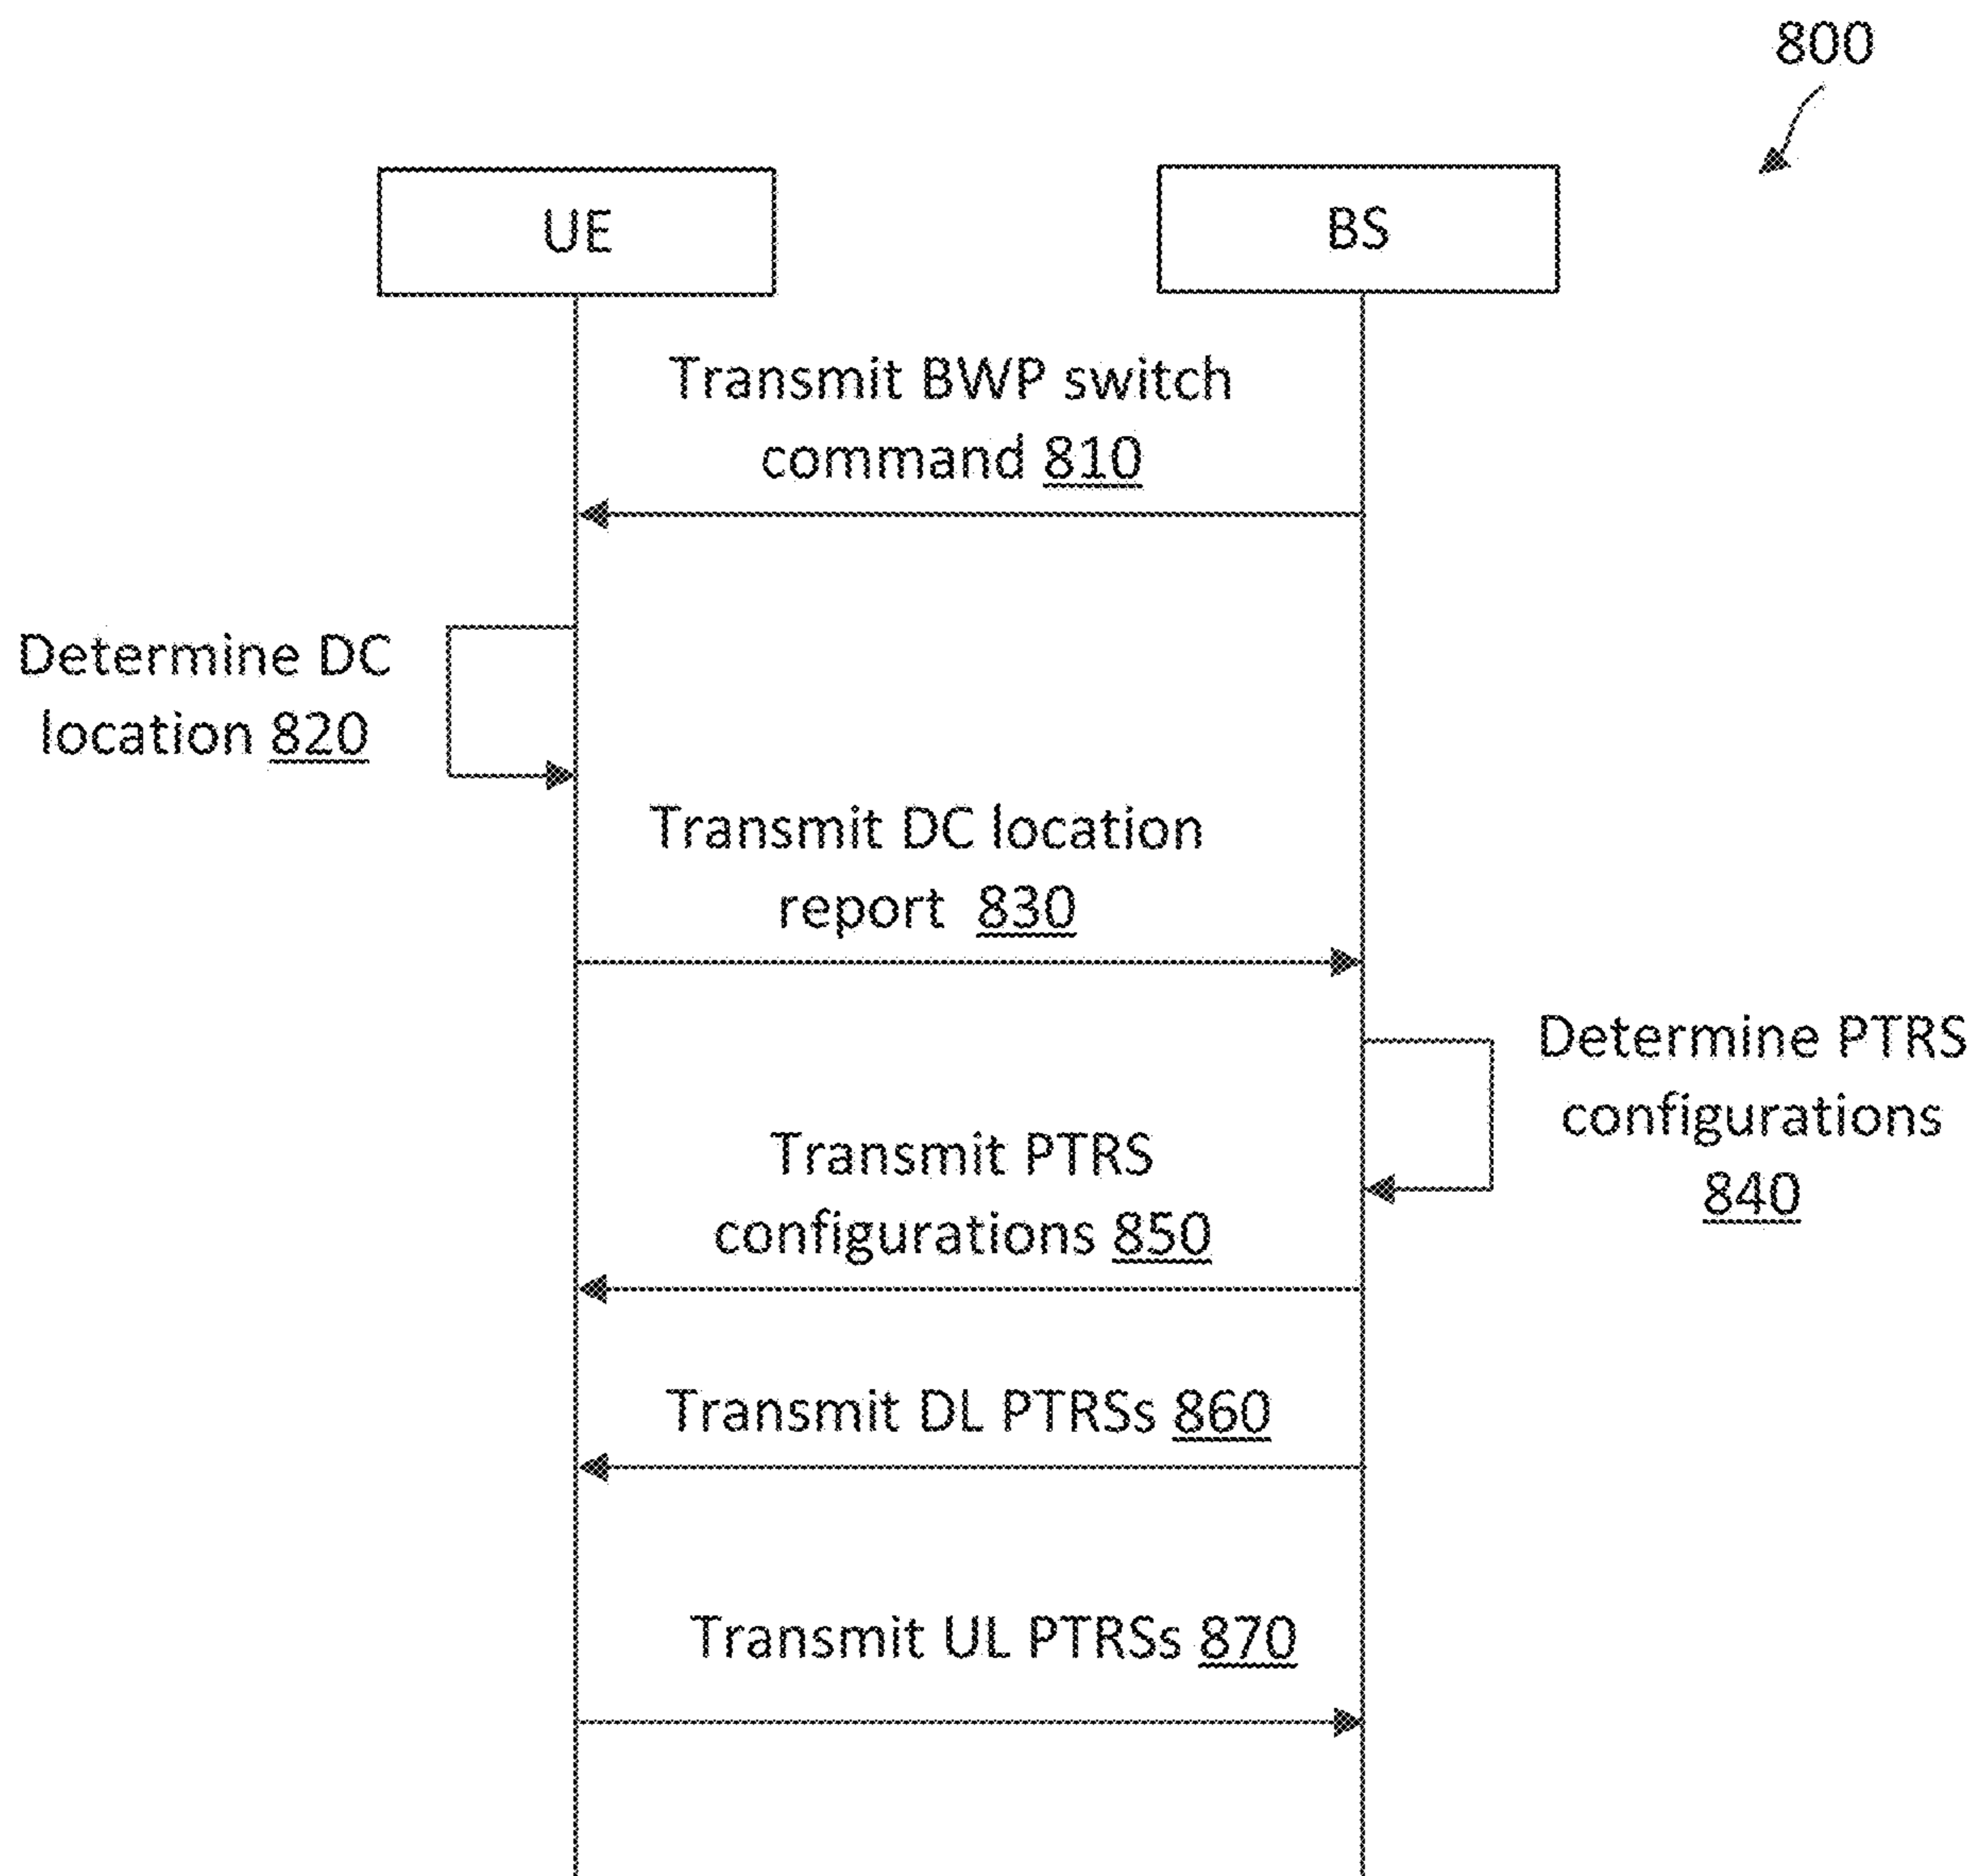 800
UE
BS
Transmit BWP switch
command 810
Determine DC
location 820
Transmit DC location
report 830
Determine PTRS
configurations
840
Transmit PTRS
configurations 850
Transmit DL PTRSs 860
Transmit UL PTRSs 870